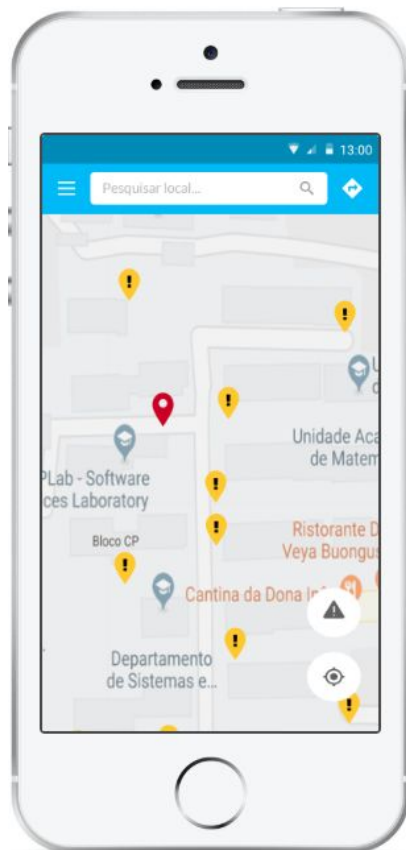 13:00
Pesquisar local...
U
d
Unidade Aca
de Matem
PLab - Software
ces Laboratory
Ristorante D
Veya Buongus
Bloco CP
Cantina da Dona In
Departamento
de Sistemas e...